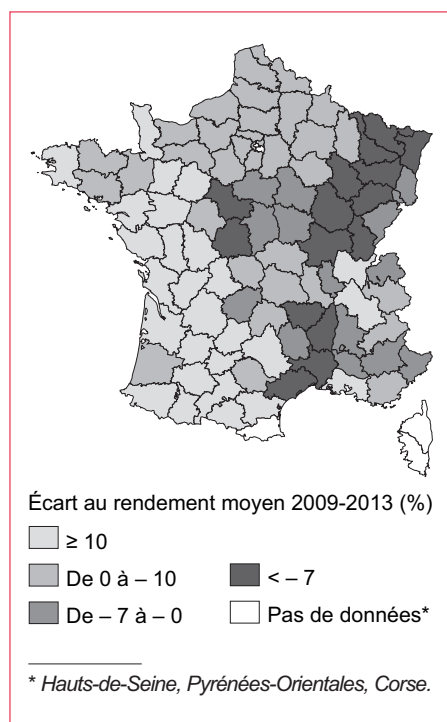 Écart au rendement moyen 2009-2013 (%)
≥ 10
De 0 à – 10
< – 7
De – 7 à – 0
Pas de données*
* Hauts-de-Seine, Pyrénées-Orientales, Corse.